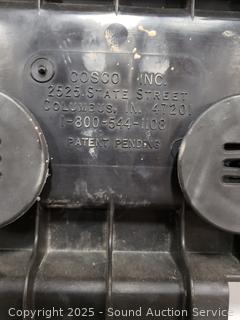 COSCO INC.
2525 STATE STREET
COLUMBUS, IN. 47201
1-800-544-1108
PATENT PENDING
Copyright 2025 - Sound Auction Service